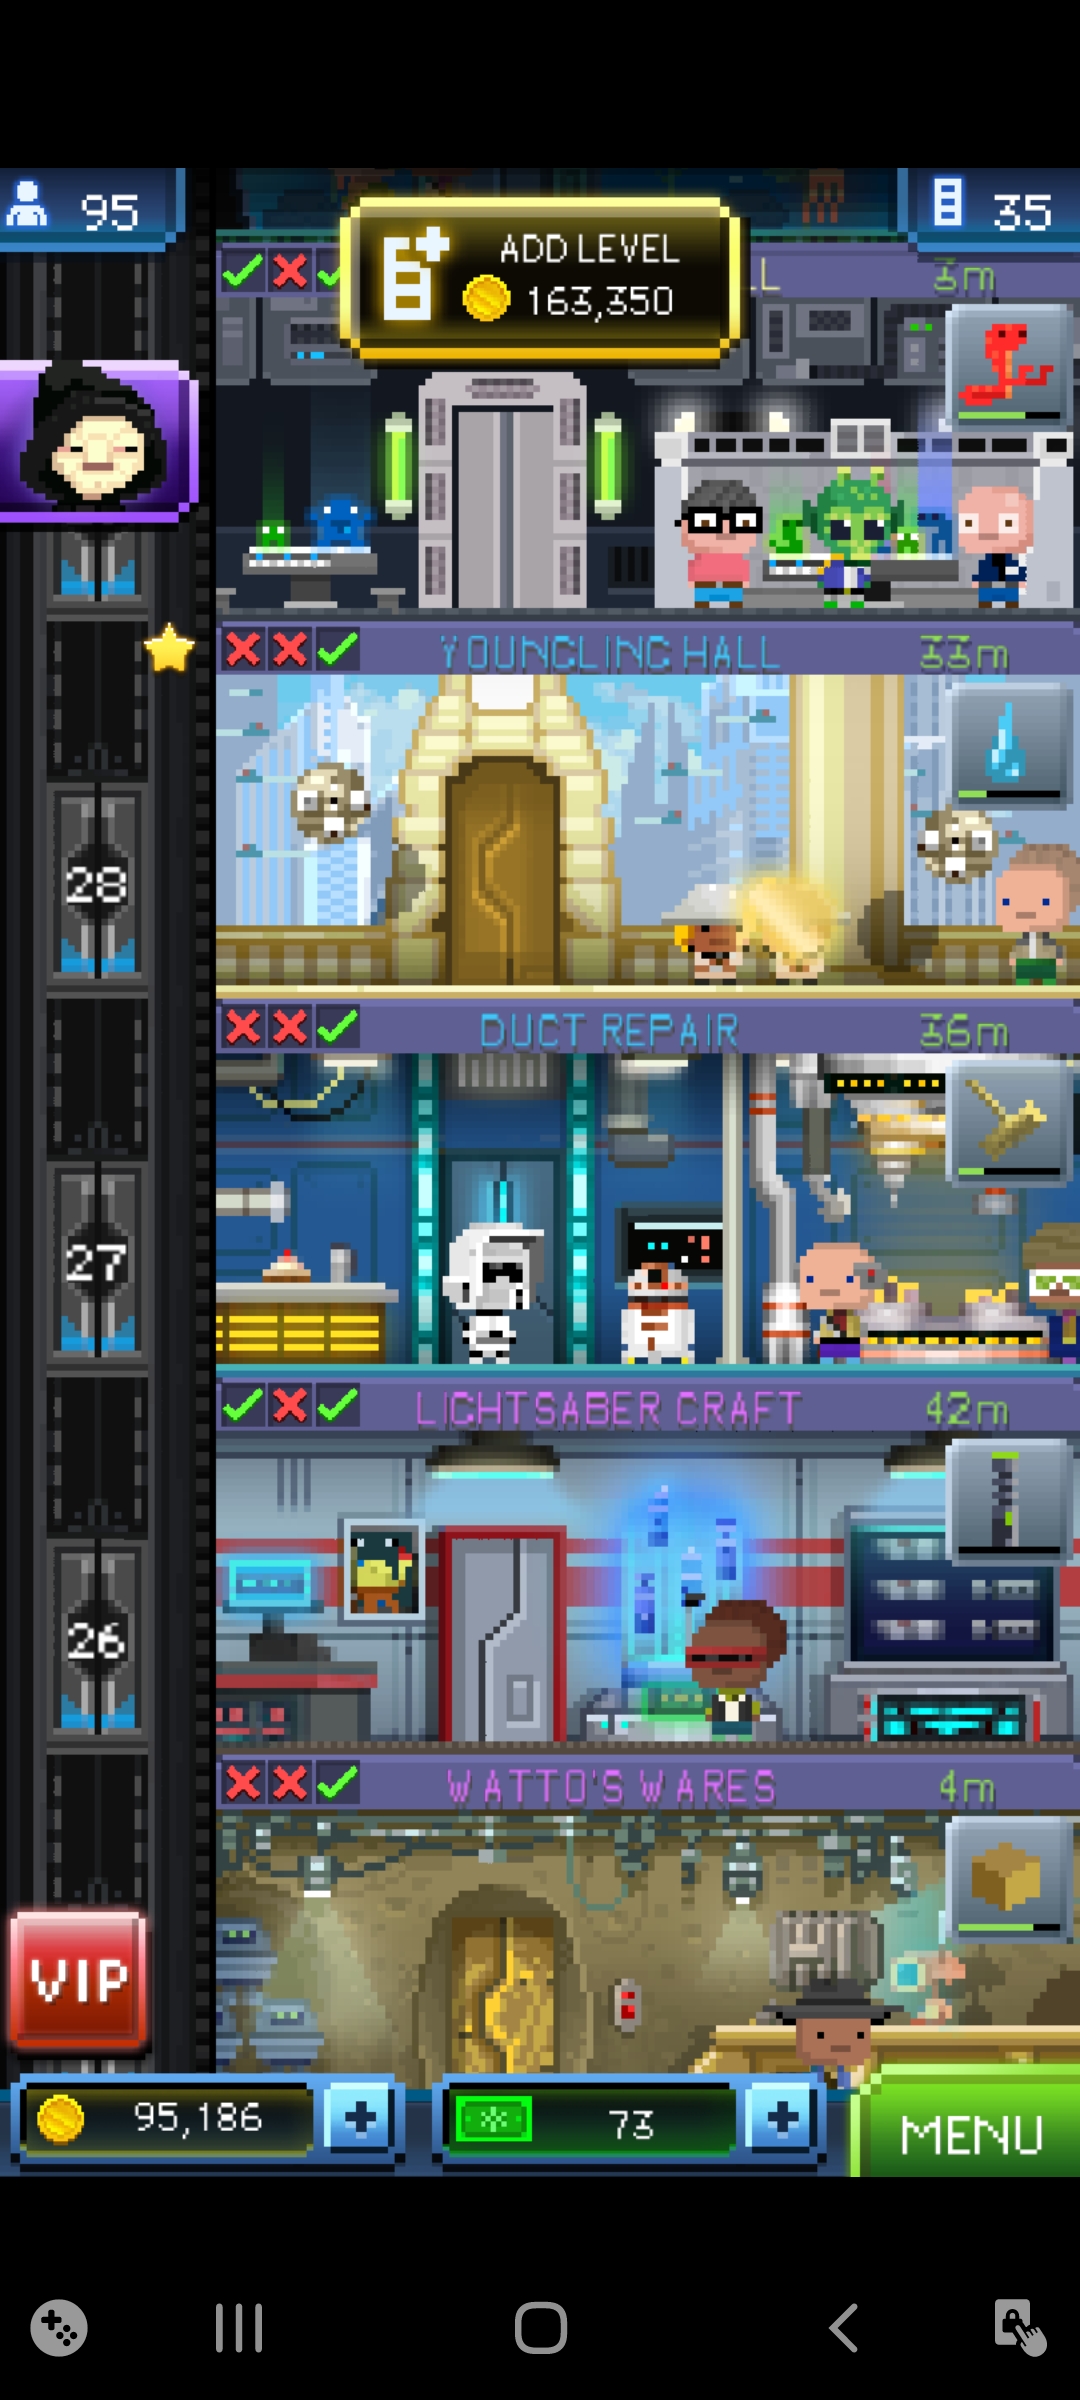 95
ADD LEVEL
163,350
35
LL
3m
YOUNGLING HALL
33m
28
DUCT REPAIR
36m
27
LIGHTSABER CRAFT
42m
26
WATTO'S WARES
4m
VIP
95,186
+
73
+
MENU